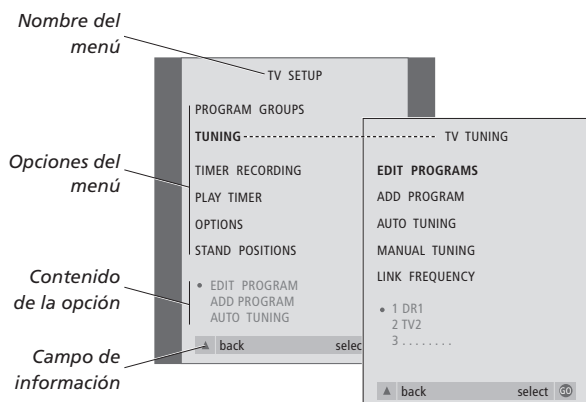 Nombre del
menú
TV SETUP
PROGRAM GROUPS
TUNING
TV TUNING
Opciones del
menú
TIMER RECORDING
PLAY TIMER
OPTIONS
STAND POSITIONS
EDIT PROGRAMS
ADD PROGRAM
AUTO TUNING
MANUAL TUNING
LINK FREQUENCY
Contenido
de la opción
• EDIT PROGRAM
ADD PROGRAM
AUTO TUNING
• 1 DR1
2 TV2
3 . . . . . . . .
Campo de
información
▲ back selec
▲ back select GO